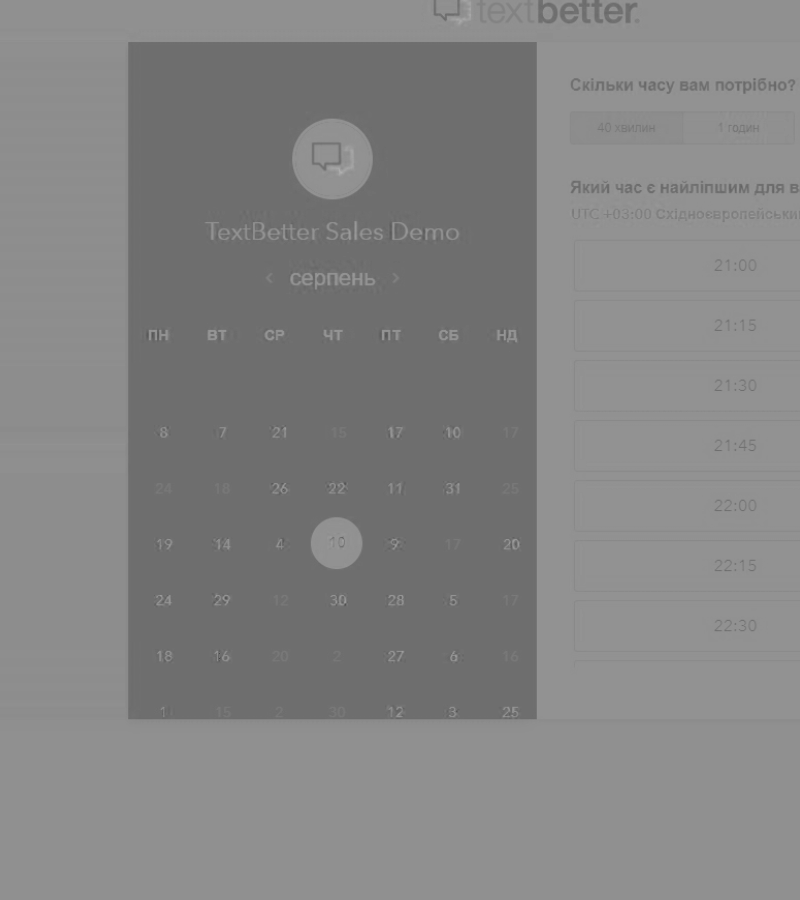 textbetter.
TextBetter Sales Demo
< серпень >
ПН ВТ СР ЧТ ПТ СБ НД
6 7 21 15 17 10 17
24 18 26 22 11 31 25
19 14 4 10 9 17 20
24 29 12 30 28 5 17
18 16 20 2 27 6 16
1 15 2 30 12 3 25
Скільки часу вам потрібно?
40 хвилин 1 годин
Який час є найліпшим для в
UTC +03:00 Східноєвропейськи
21:00
21:15
21:30
21:45
22:00
22:15
22:30